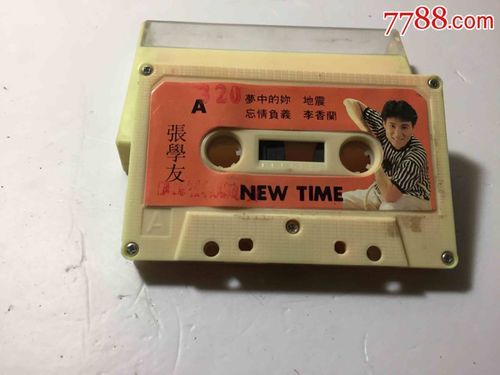 7788.com
320
夢中的妳 地震
A
忘情負義 李香蘭
張學友
NEW TIME
A